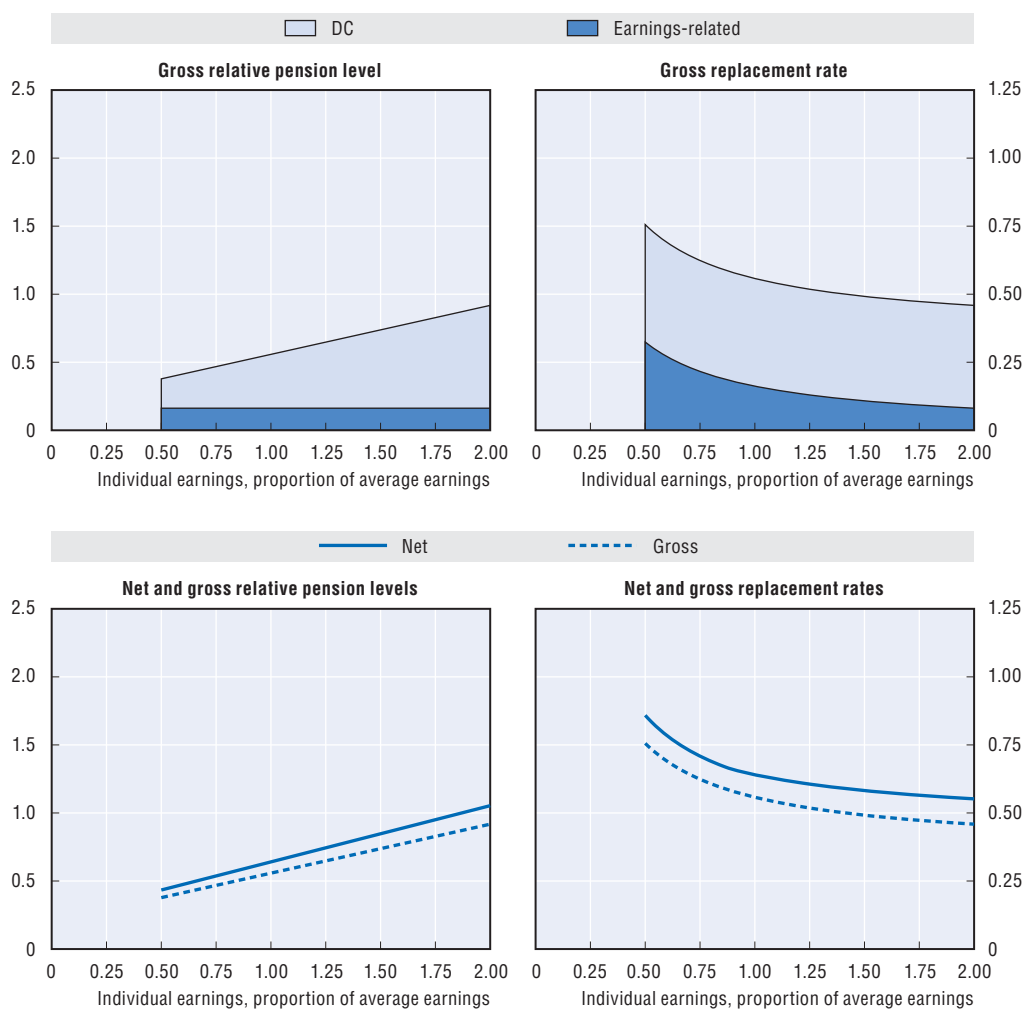 DC Earnings-related
Gross relative pension level
2.5
2.0
1.5
1.0
0.5
0
0 0.25 0.50 0.75 1.00 1.25 1.50 1.75 2.00
Individual earnings, proportion of average earnings
Gross replacement rate
1.25
1.00
0.75
0.50
0.25
0
0 0.25 0.50 0.75 1.00 1.25 1.50 1.75 2.00
Individual earnings, proportion of average earnings
Net Gross
Net and gross relative pension levels
2.5
2.0
1.5
1.0
0.5
0
0 0.25 0.50 0.75 1.00 1.25 1.50 1.75 2.00
Individual earnings, proportion of average earnings
Net and gross replacement rates
1.25
1.00
0.75
0.50
0.25
0
0 0.25 0.50 0.75 1.00 1.25 1.50 1.75 2.00
Individual earnings, proportion of average earnings